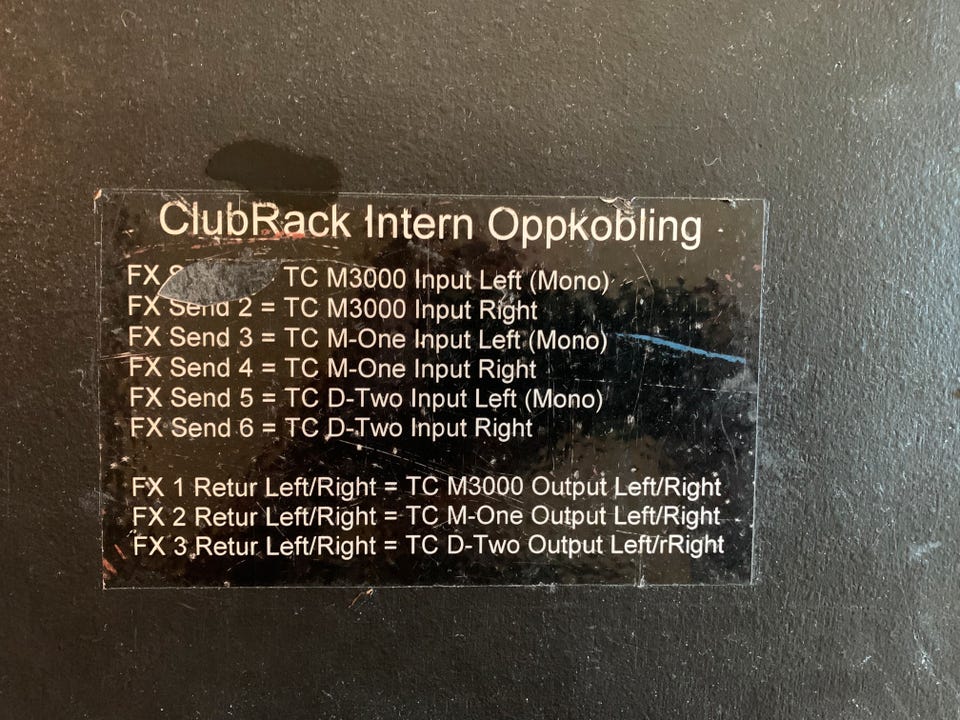 ClubRack Intern Oppkobling
FX TC M3000 Input Left (Mono)
FX Send 2 = TC M3000 Input Right
FX Send 3 = TC M-One Input Left (Mono)
FX Send 4 = TC M-One Input Right
FX Send 5 = TC D-Two Input Left (Mono)
FX Send 6 = TC D-Two Input Right
FX 1 Retur Left/Right = TC M3000 Output Left/Right
FX 2 Retur Left/Right = TC M-One Output Left/Right
FX 3 Retur Left/Right = TC D-Two Output Left/rRight